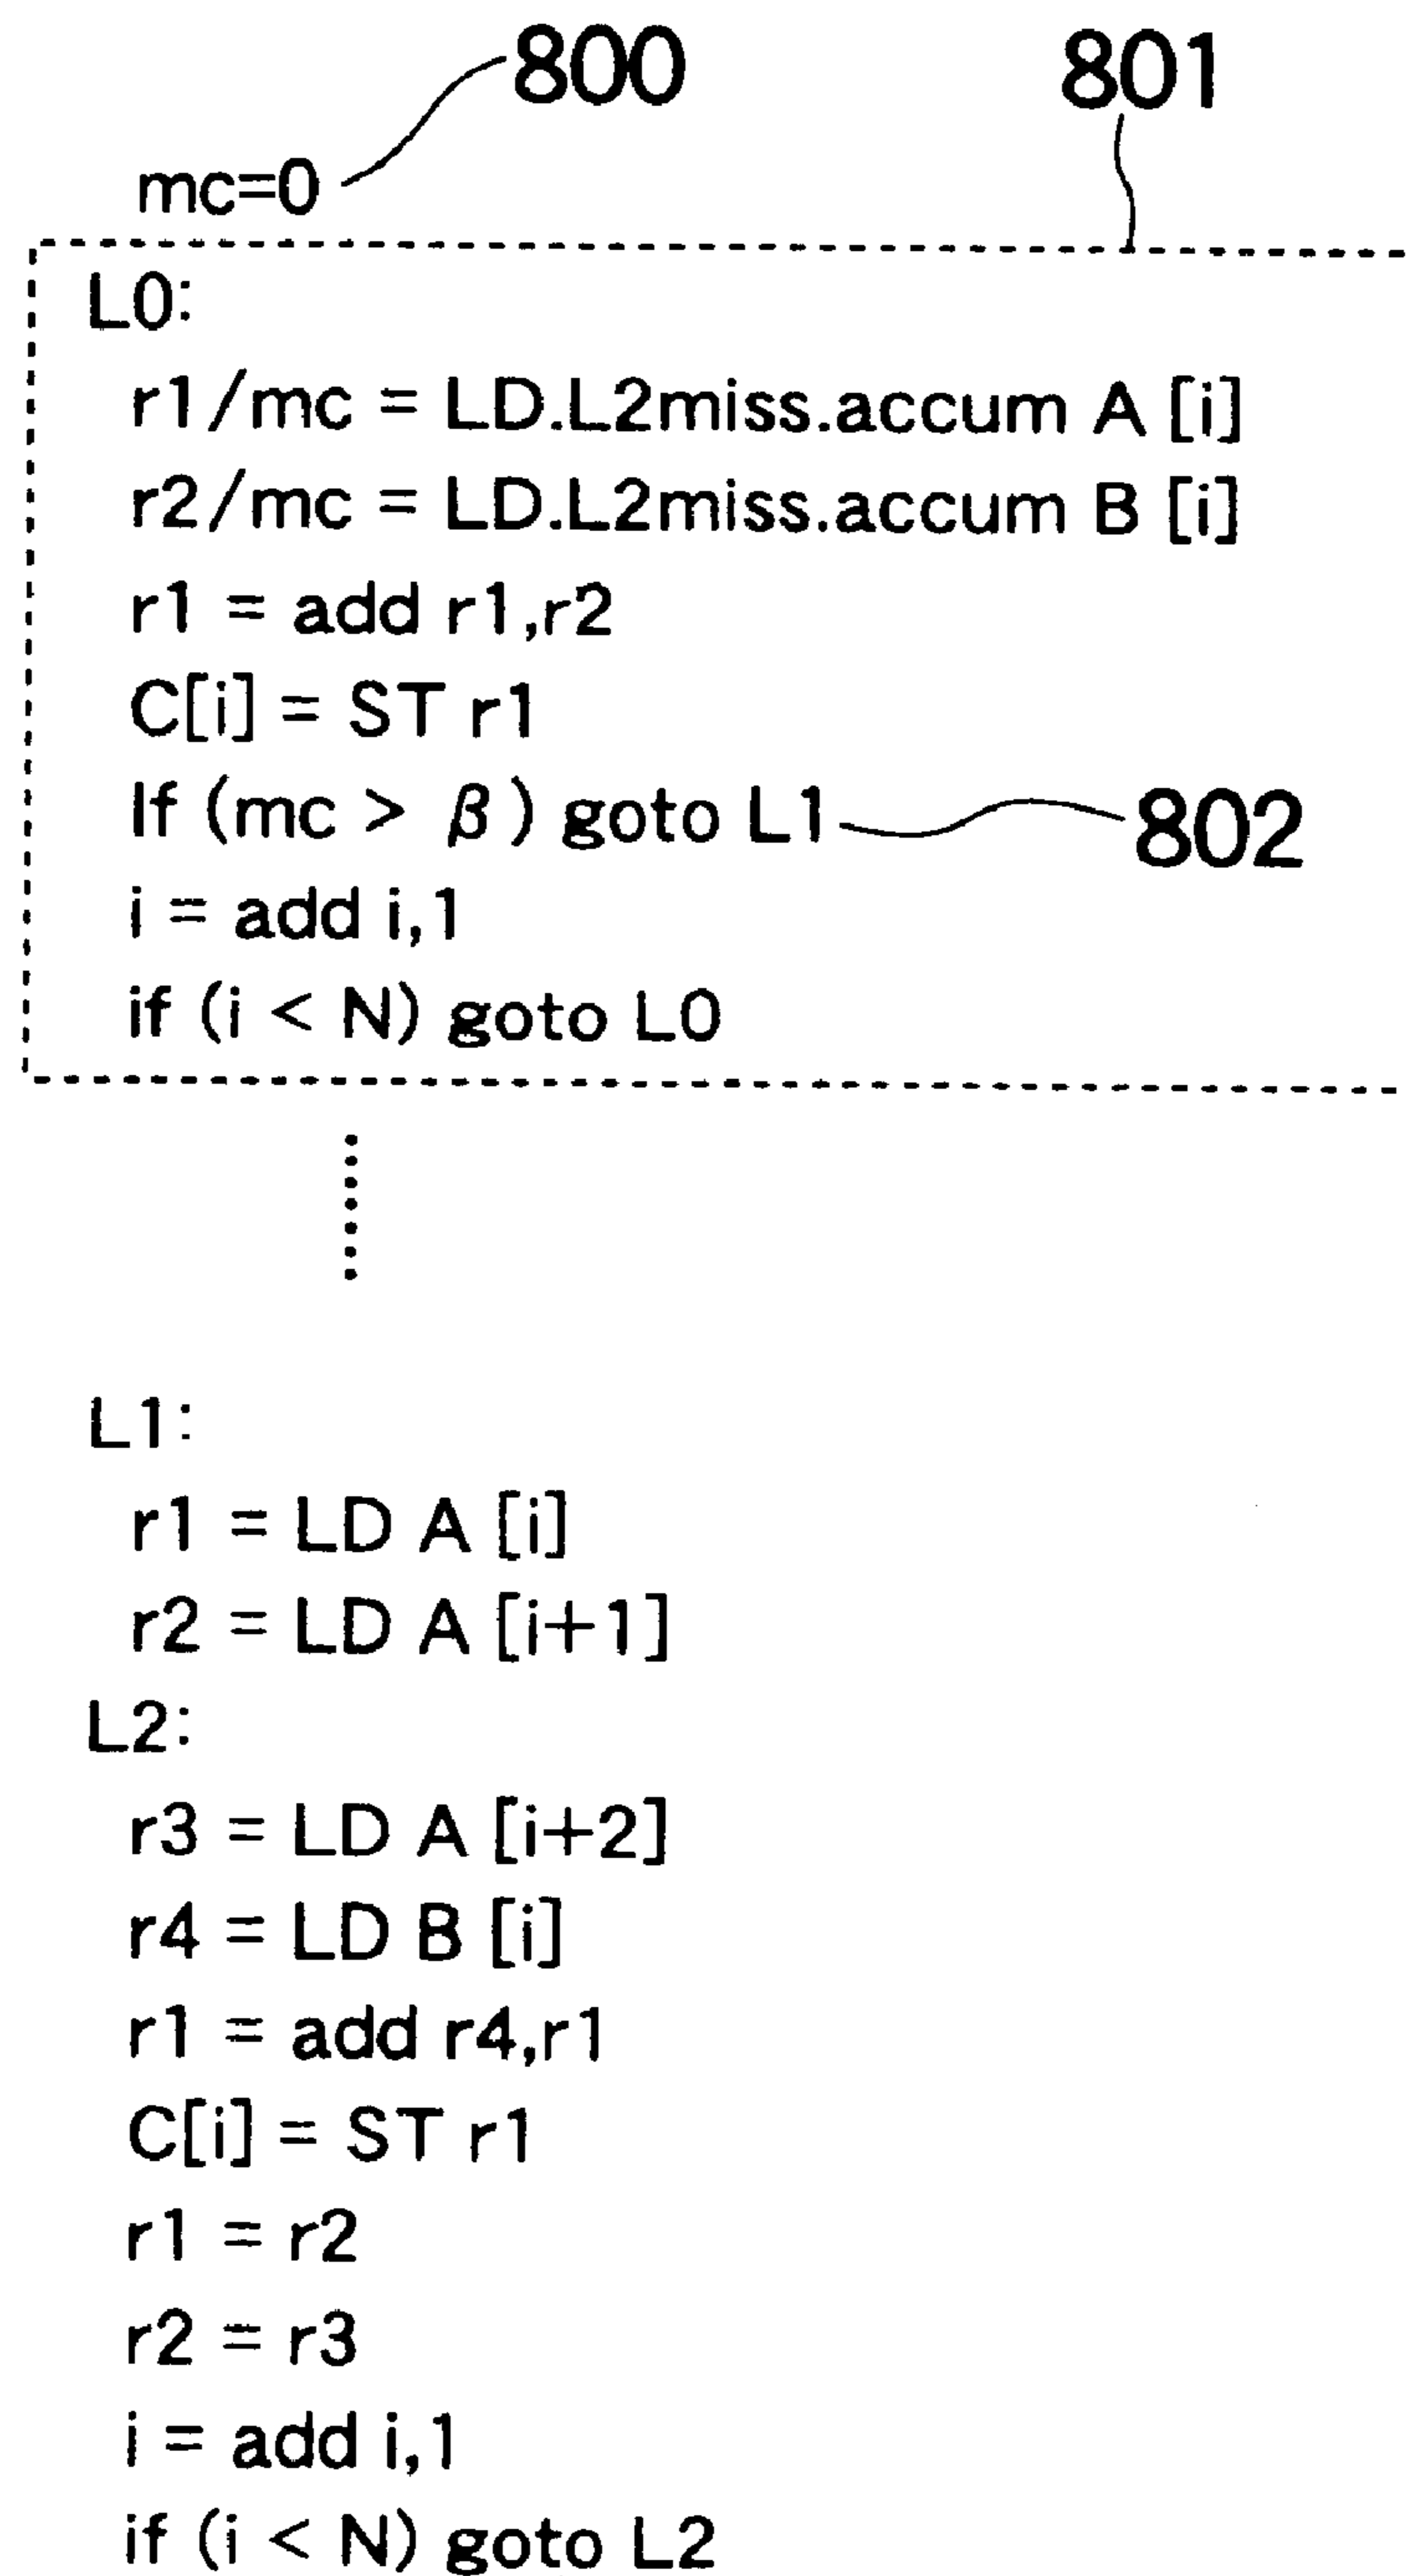 800
801
mc=0
L0:
r1/mc = LD.L2miss.accum A [i]
r2/mc = LD.L2miss.accum B [i]
r1 = add r1,r2
C[i] = ST r1
If (mc > β) goto L1
802
i = add i,1
if (i < N) goto L0
L1:
r1 = LD A [i]
r2 = LD A [i+1]
L2:
r3 = LD A [i+2]
r4 = LD B [i]
r1 = add r4,r1
C[i] = ST r1
r1 = r2
r2 = r3
i = add i,1
if (i < N) goto L2